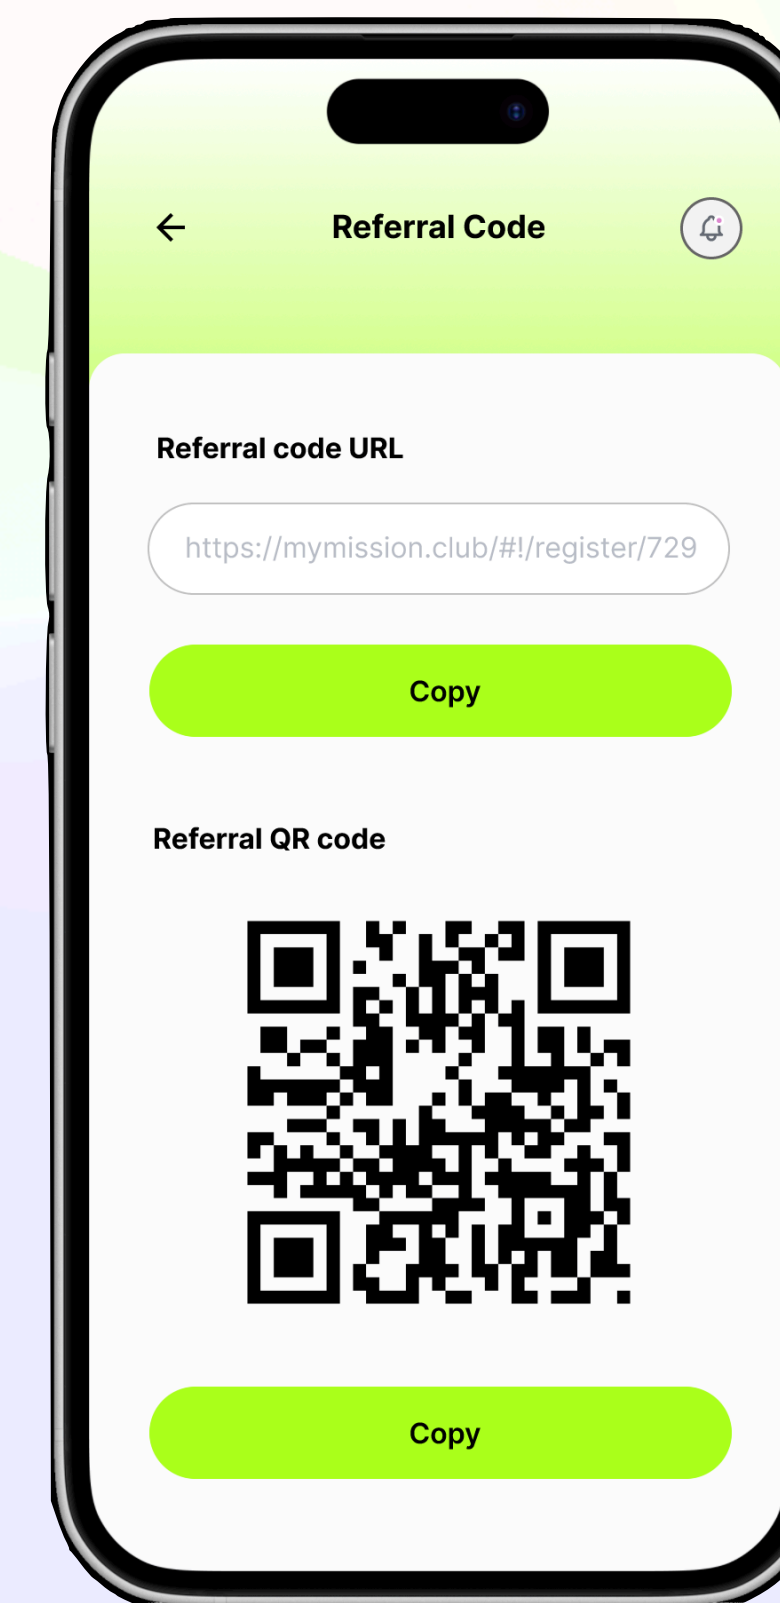 Referral Code
Referral code URL
https://mymission.club/#!/register/729
Copy
Referral QR code
Copy